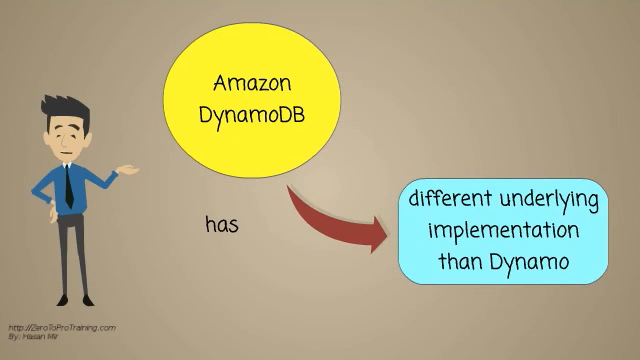 Amazon
DynamoDB
has
different underlying
implementation
than Dynamo
http://ZeroToProTraining.com
By: Hasan Mir